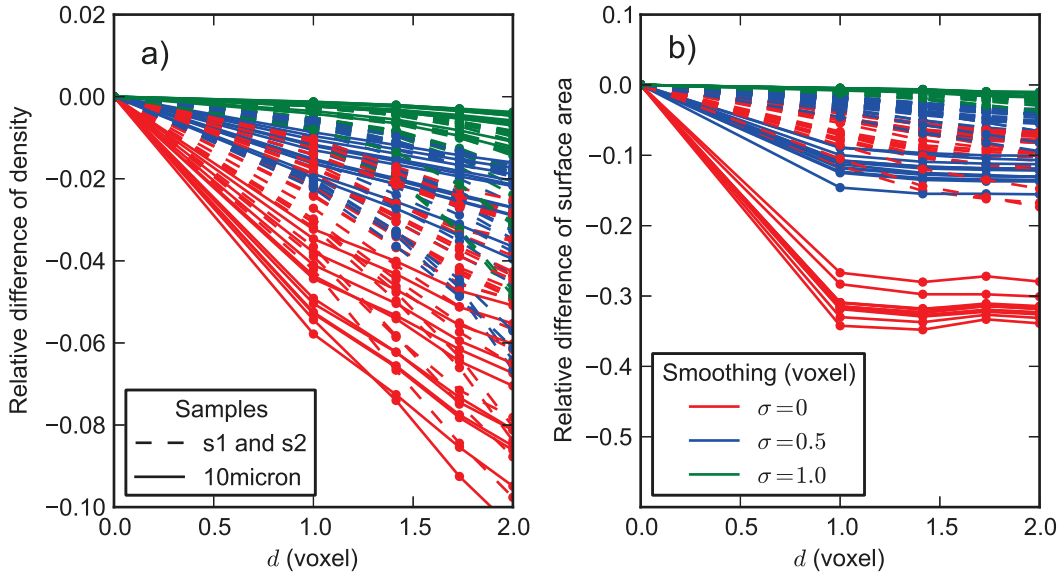 a)
Relative difference of density
0.02
0.00
−0.02
−0.04
−0.06
−0.08
−0.10
Samples
s1 and s2
10micron
0.0
0.5
1.0
1.5
2.0
d (voxel)
b)
Relative difference of surface area
0.1
0.0
−0.1
−0.2
−0.3
−0.4
−0.5
Smoothing (voxel)
σ=0
σ=0.5
σ=1.0
0.0
0.5
1.0
1.5
2.0
d (voxel)